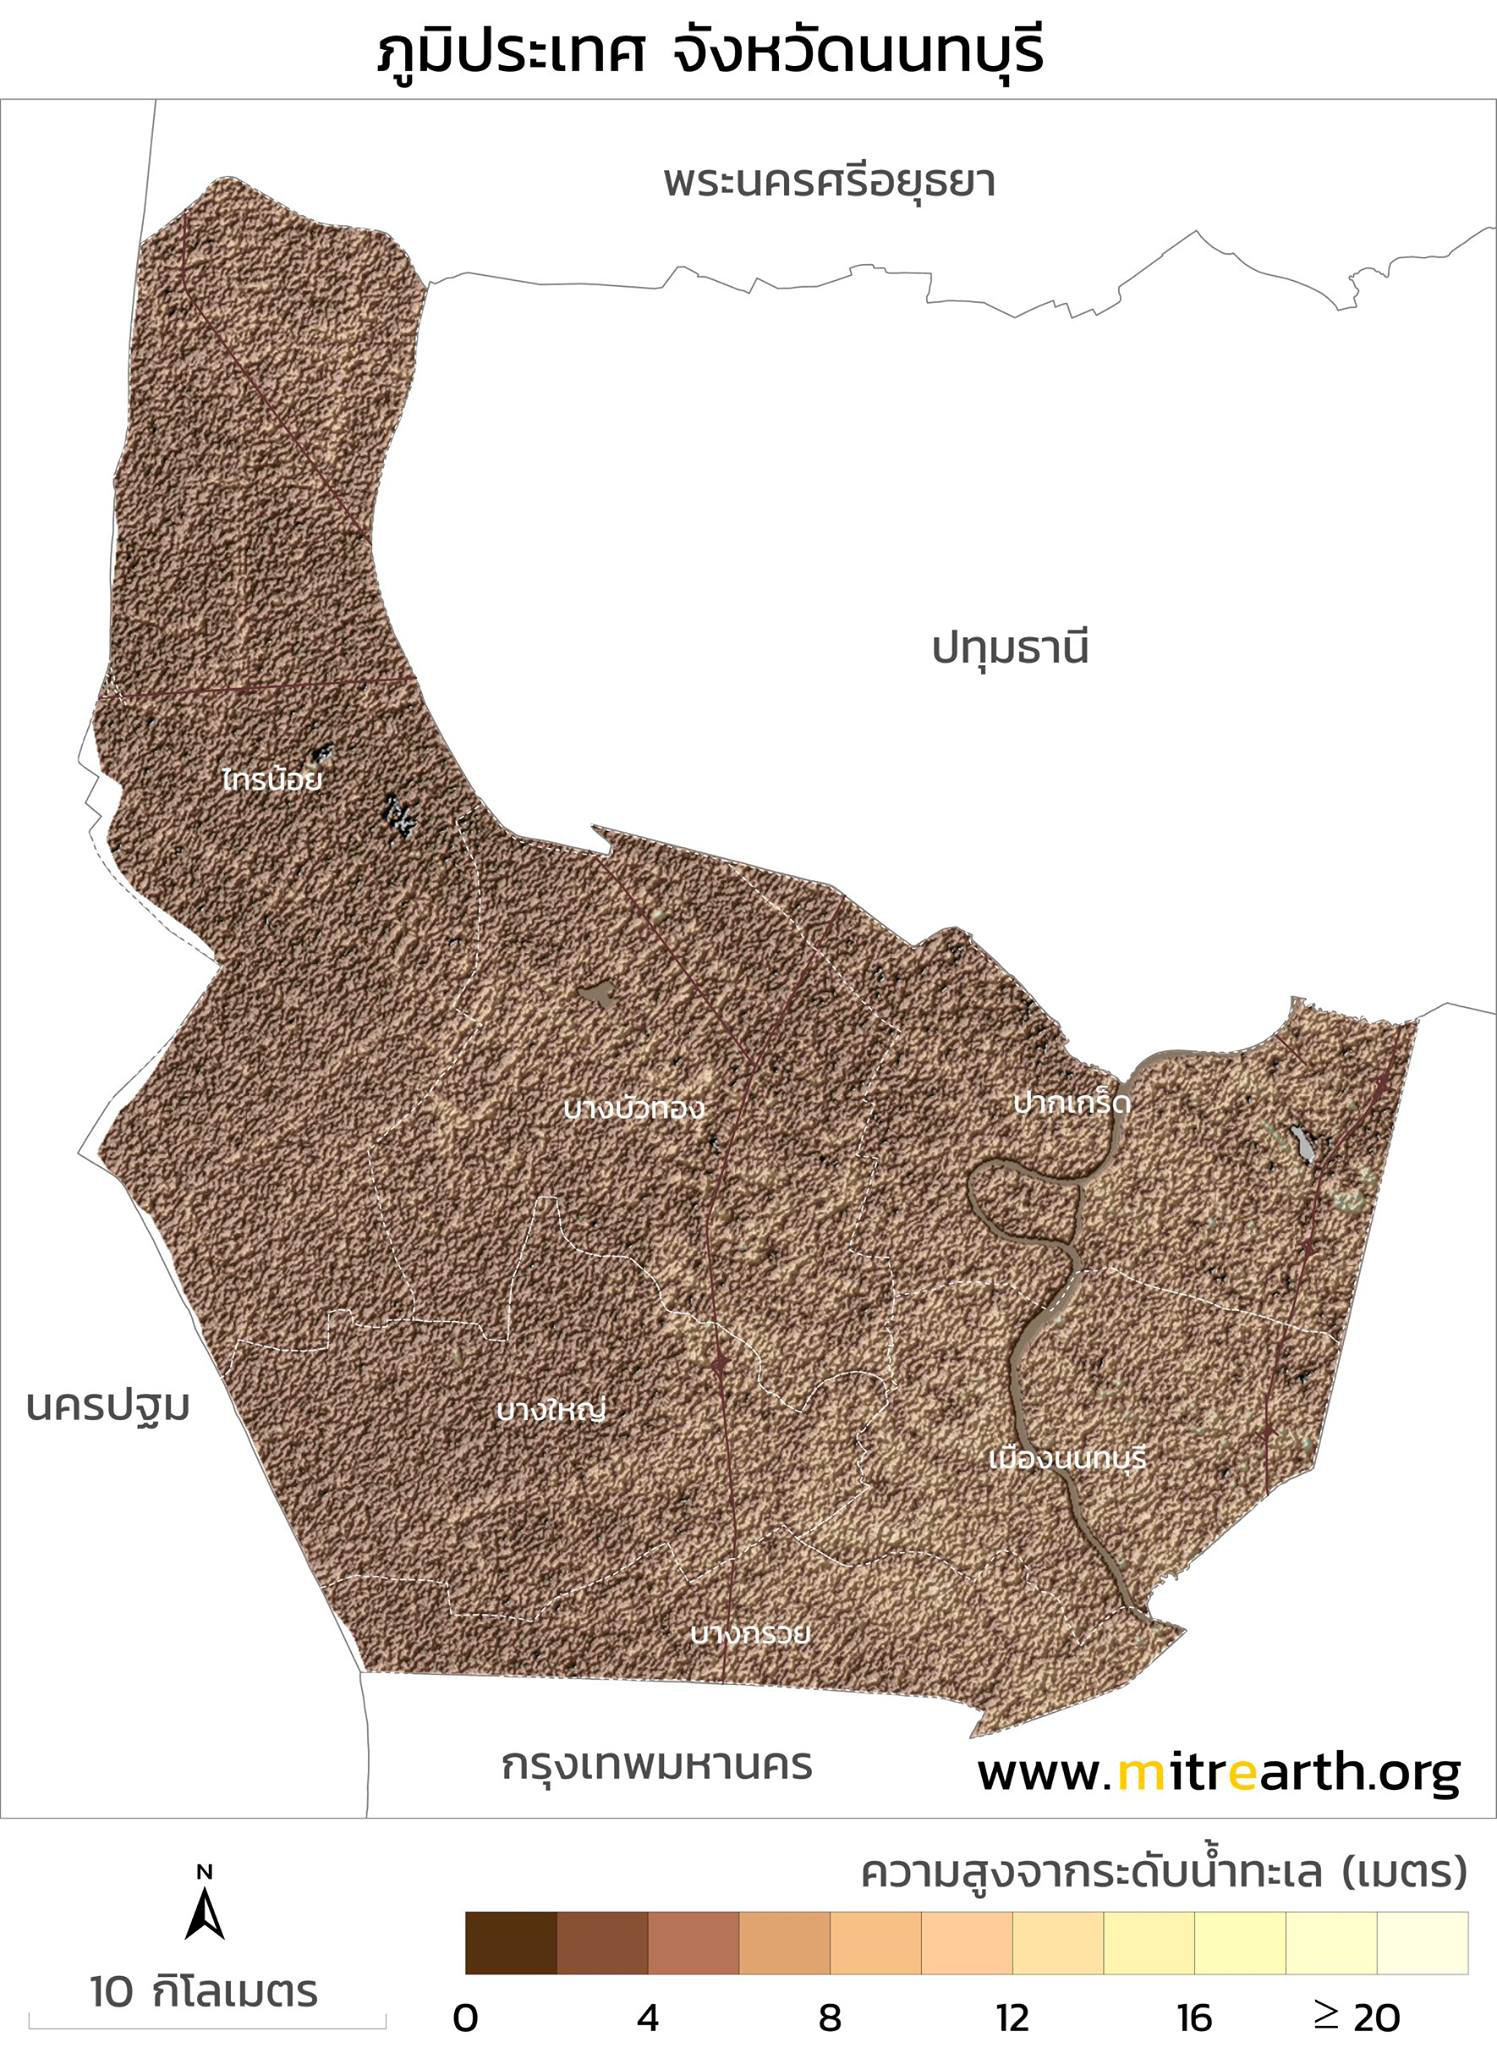 ภูมิประเทศ จังหวัดนนทบุรี
พระนครศรีอยุธยา
ปทุมธานี
ไทรน้อย
บางบัวทอง
ปากเกร็ด
นครปฐม
บางใหญ่
เมืองนนทบุรี
บางกรวย
กรุงเทพมหานคร
www.mitrearth.org
N
10 กิโลเมตร
ความสูงจากระดับน้ำทะเล (เมตร)
0 4 8 12 16 ≥ 20